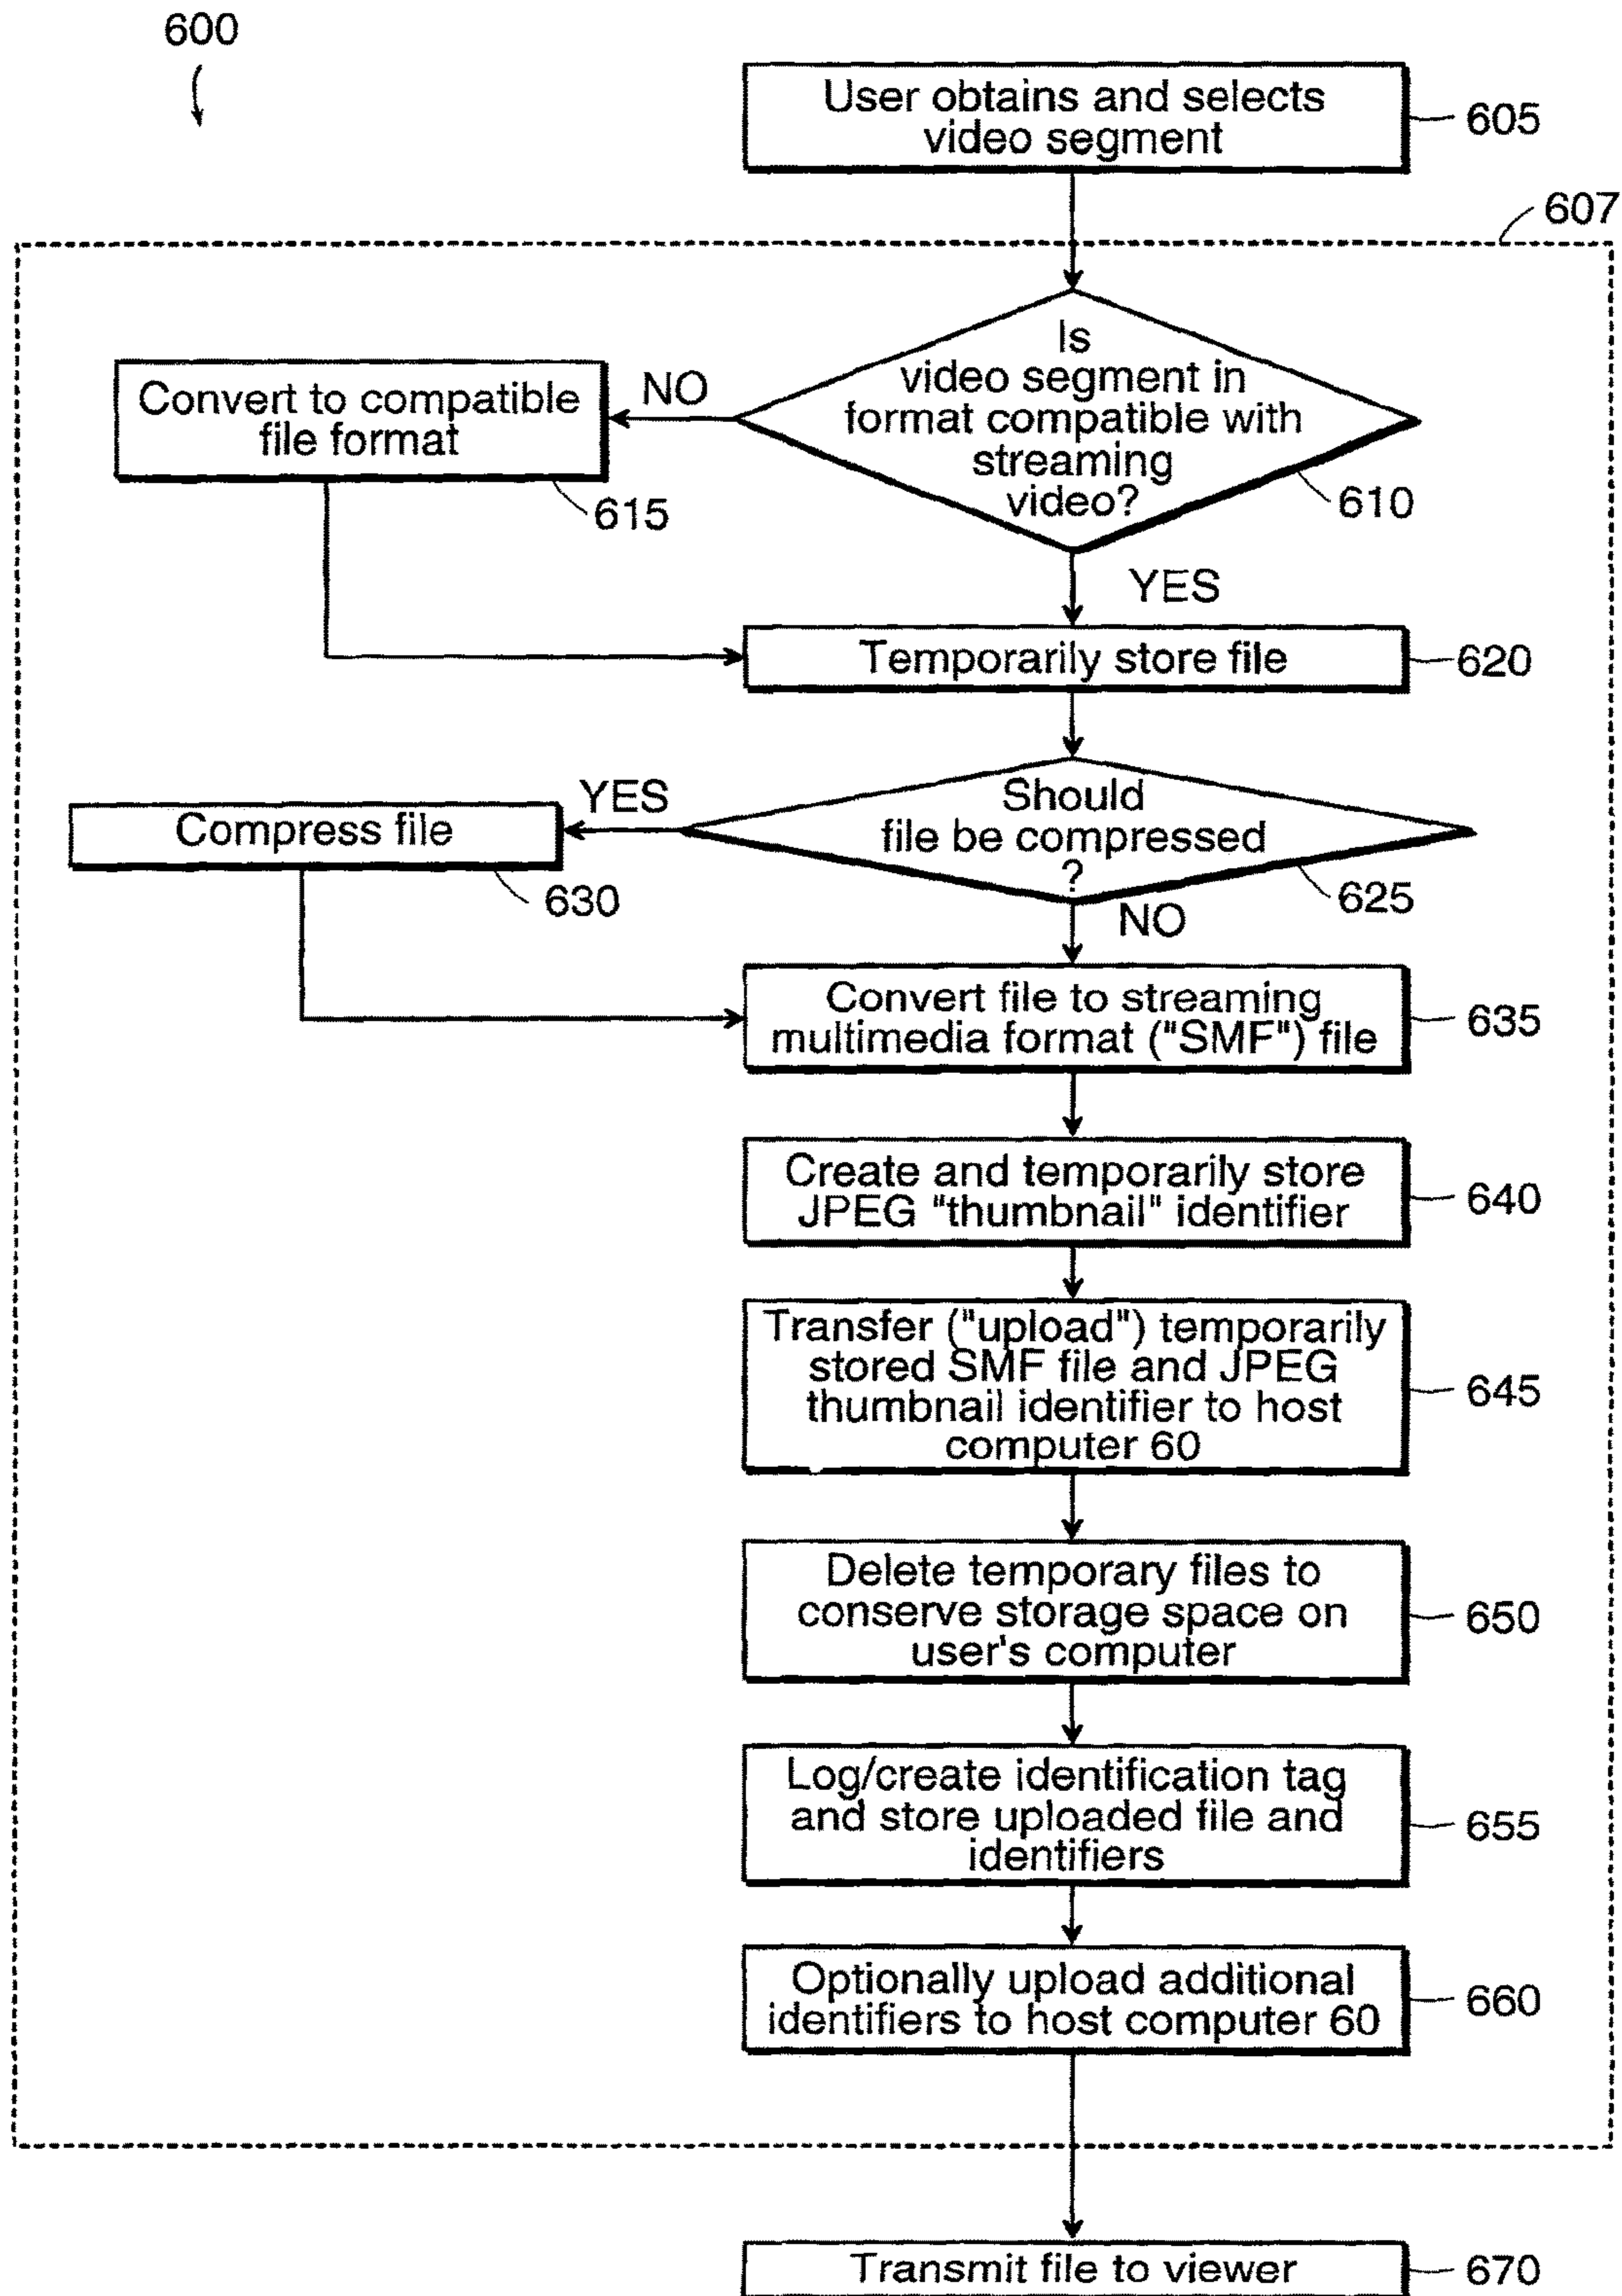 600
User obtains and selects
video segment
605
607
Is
video segment in
format compatible with
streaming
video?
610
NO
Convert to compatible
file format
615
YES
Temporarily store file
620
Should
file be compressed
?
625
YES
Compress file
630
NO
Convert file to streaming
multimedia format ("SMF") file
635
Create and temporarily store
JPEG "thumbnail" identifier
640
Transfer ("upload") temporarily
stored SMF file and JPEG
thumbnail identifier to host
computer 60
645
Delete temporary files to
conserve storage space on
user's computer
650
Log/create identification tag
and store uploaded file and
identifiers
655
Optionally upload additional
identifiers to host computer 60
660
Transmit file to viewer
670